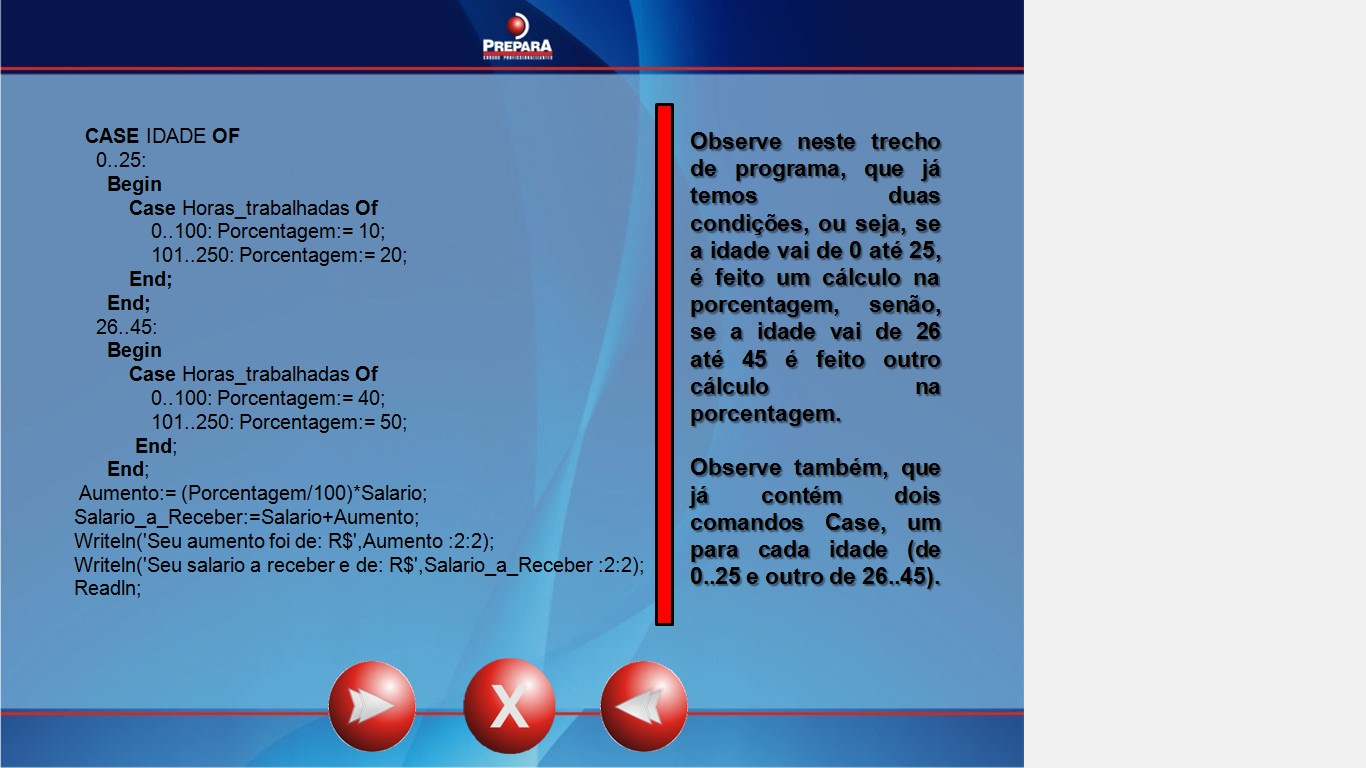 PREPARA
CURSOS PROFISSIONALIZANTES
CASE IDADE OF
0..25:
Begin
Case Horas_trabalhadas Of
0..100: Porcentagem:= 10;
101..250: Porcentagem:= 20;
End;
End;
26..45:
Begin
Case Horas_trabalhadas Of
0..100: Porcentagem:= 40;
101..250: Porcentagem:= 50;
End;
End;
Aumento:= (Porcentagem/100)*Salario;
Salario_a_Receber:=Salario+Aumento;
Writeln('Seu aumento foi de: R$',Aumento :2:2);
Writeln('Seu salario a receber e de: R$',Salario_a_Receber :2:2);
Readln;
Observe neste trecho
de programa, que já
temos duas
condições, ou seja, se
a idade vai de 0 até 25,
é feito um cálculo na
porcentagem, senão,
se a idade vai de 26
até 45 é feito outro
cálculo na
porcentagem.
Observe também, que
já contém dois
comandos Case, um
para cada idade (de
0..25 e outro de 26..45).
X